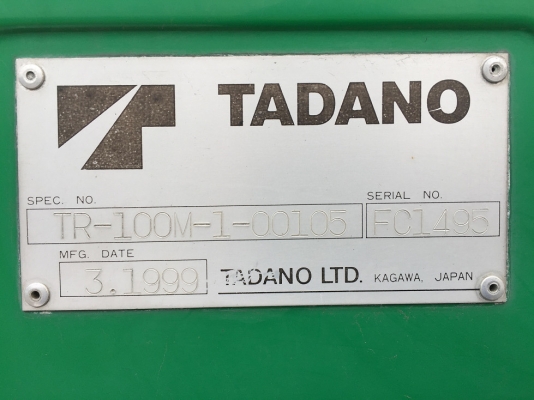 TADANO
SPEC. NO. SERIAL NO.
TR-100M-1-00105 FC1495
MFG. DATE
3.1999 TADANO LTD. KAGAWA, JAPAN